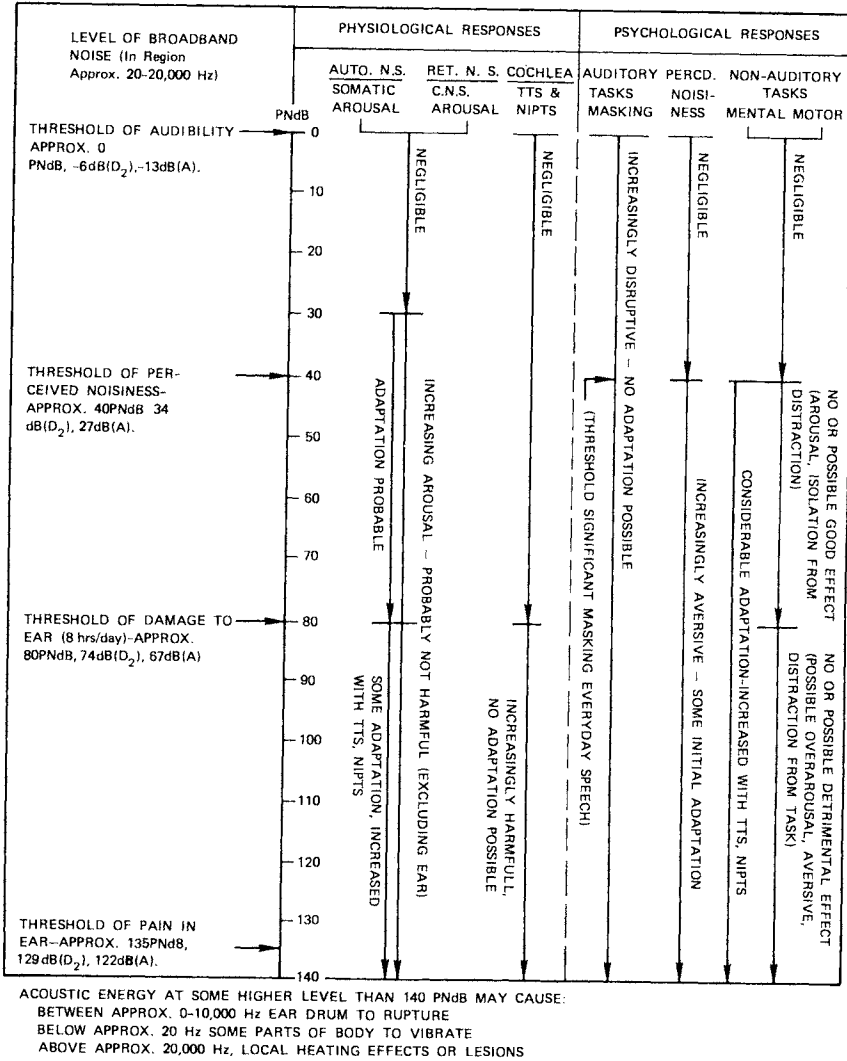 LEVEL OF BROADBAND
NOISE (In Region
Approx. 20-20,000 Hz)
PHYSIOLOGICAL RESPONSES
PSYCHOLOGICAL RESPONSES
AUTO. N.S.
SOMATIC
AROUSAL
RET. N. S.
C.N.S.
AROUSAL
COCHLEA
TTS &
NIPTS
AUDITORY
TASKS
MASKING
PERCD.
NOISI-
NESS
NON-AUDITORY
TASKS
MENTAL MOTOR
PNdB
THRESHOLD OF AUDIBILITY
APPROX. 0
PNdB, -6dB(D2),-13dB(A).
THRESHOLD OF PER-
CEIVED NOISINESS-
APPROX. 40PNdB 34
dB(D2), 27dB(A).
THRESHOLD OF DAMAGE TO
EAR (8 hrs/day)-APPROX.
80PNdB, 74dB(D2), 67dB(A)
THRESHOLD OF PAIN IN
EAR-APPROX. 135PNd8,
129dB(D2), 122dB(A).
0
10
20
30
40
50
60
70
80
90
100
110
120
130
140
NEGLIGIBLE
ADAPTATION PROBABLE
INCREASING AROUSAL - PROBABLY NOT HARMFUL (EXCLUDING EAR)
SOME ADAPTATION, INCREASED
WITH TTS, NIPTS
NEGLIGIBLE
INCREASINGLY HARMFULL,
NO ADAPTATION POSSIBLE
INCREASINGLY DISRUPTIVE - NO ADAPTATION POSSIBLE
(THRESHOLD SIGNIFICANT MASKING EVERYDAY SPEECH)
NEGLIGIBLE
INCREASINGLY AVERSIVE - SOME INITIAL ADAPTATION
NEGLIGIBLE
CONSIDERABLE ADAPTATION-INCREASED WITH TTS, NIPTS
NO OR POSSIBLE GOOD EFFECT
(AROUSAL, ISOLATION FROM
DISTRACTION)
NO OR POSSIBLE DETRIMENTAL EFFECT
(POSSIBLE OVERAROUSAL, AVERSIVE,
DISTRACTION FROM TASK)
ACOUSTIC ENERGY AT SOME HIGHER LEVEL THAN 140 PNdB MAY CAUSE:
BETWEEN APPROX. 0-10,000 Hz EAR DRUM TO RUPTURE
BELOW APPROX. 20 Hz SOME PARTS OF BODY TO VIBRATE
ABOVE APPROX. 20,000 Hz, LOCAL HEATING EFFECTS OR LESIONS